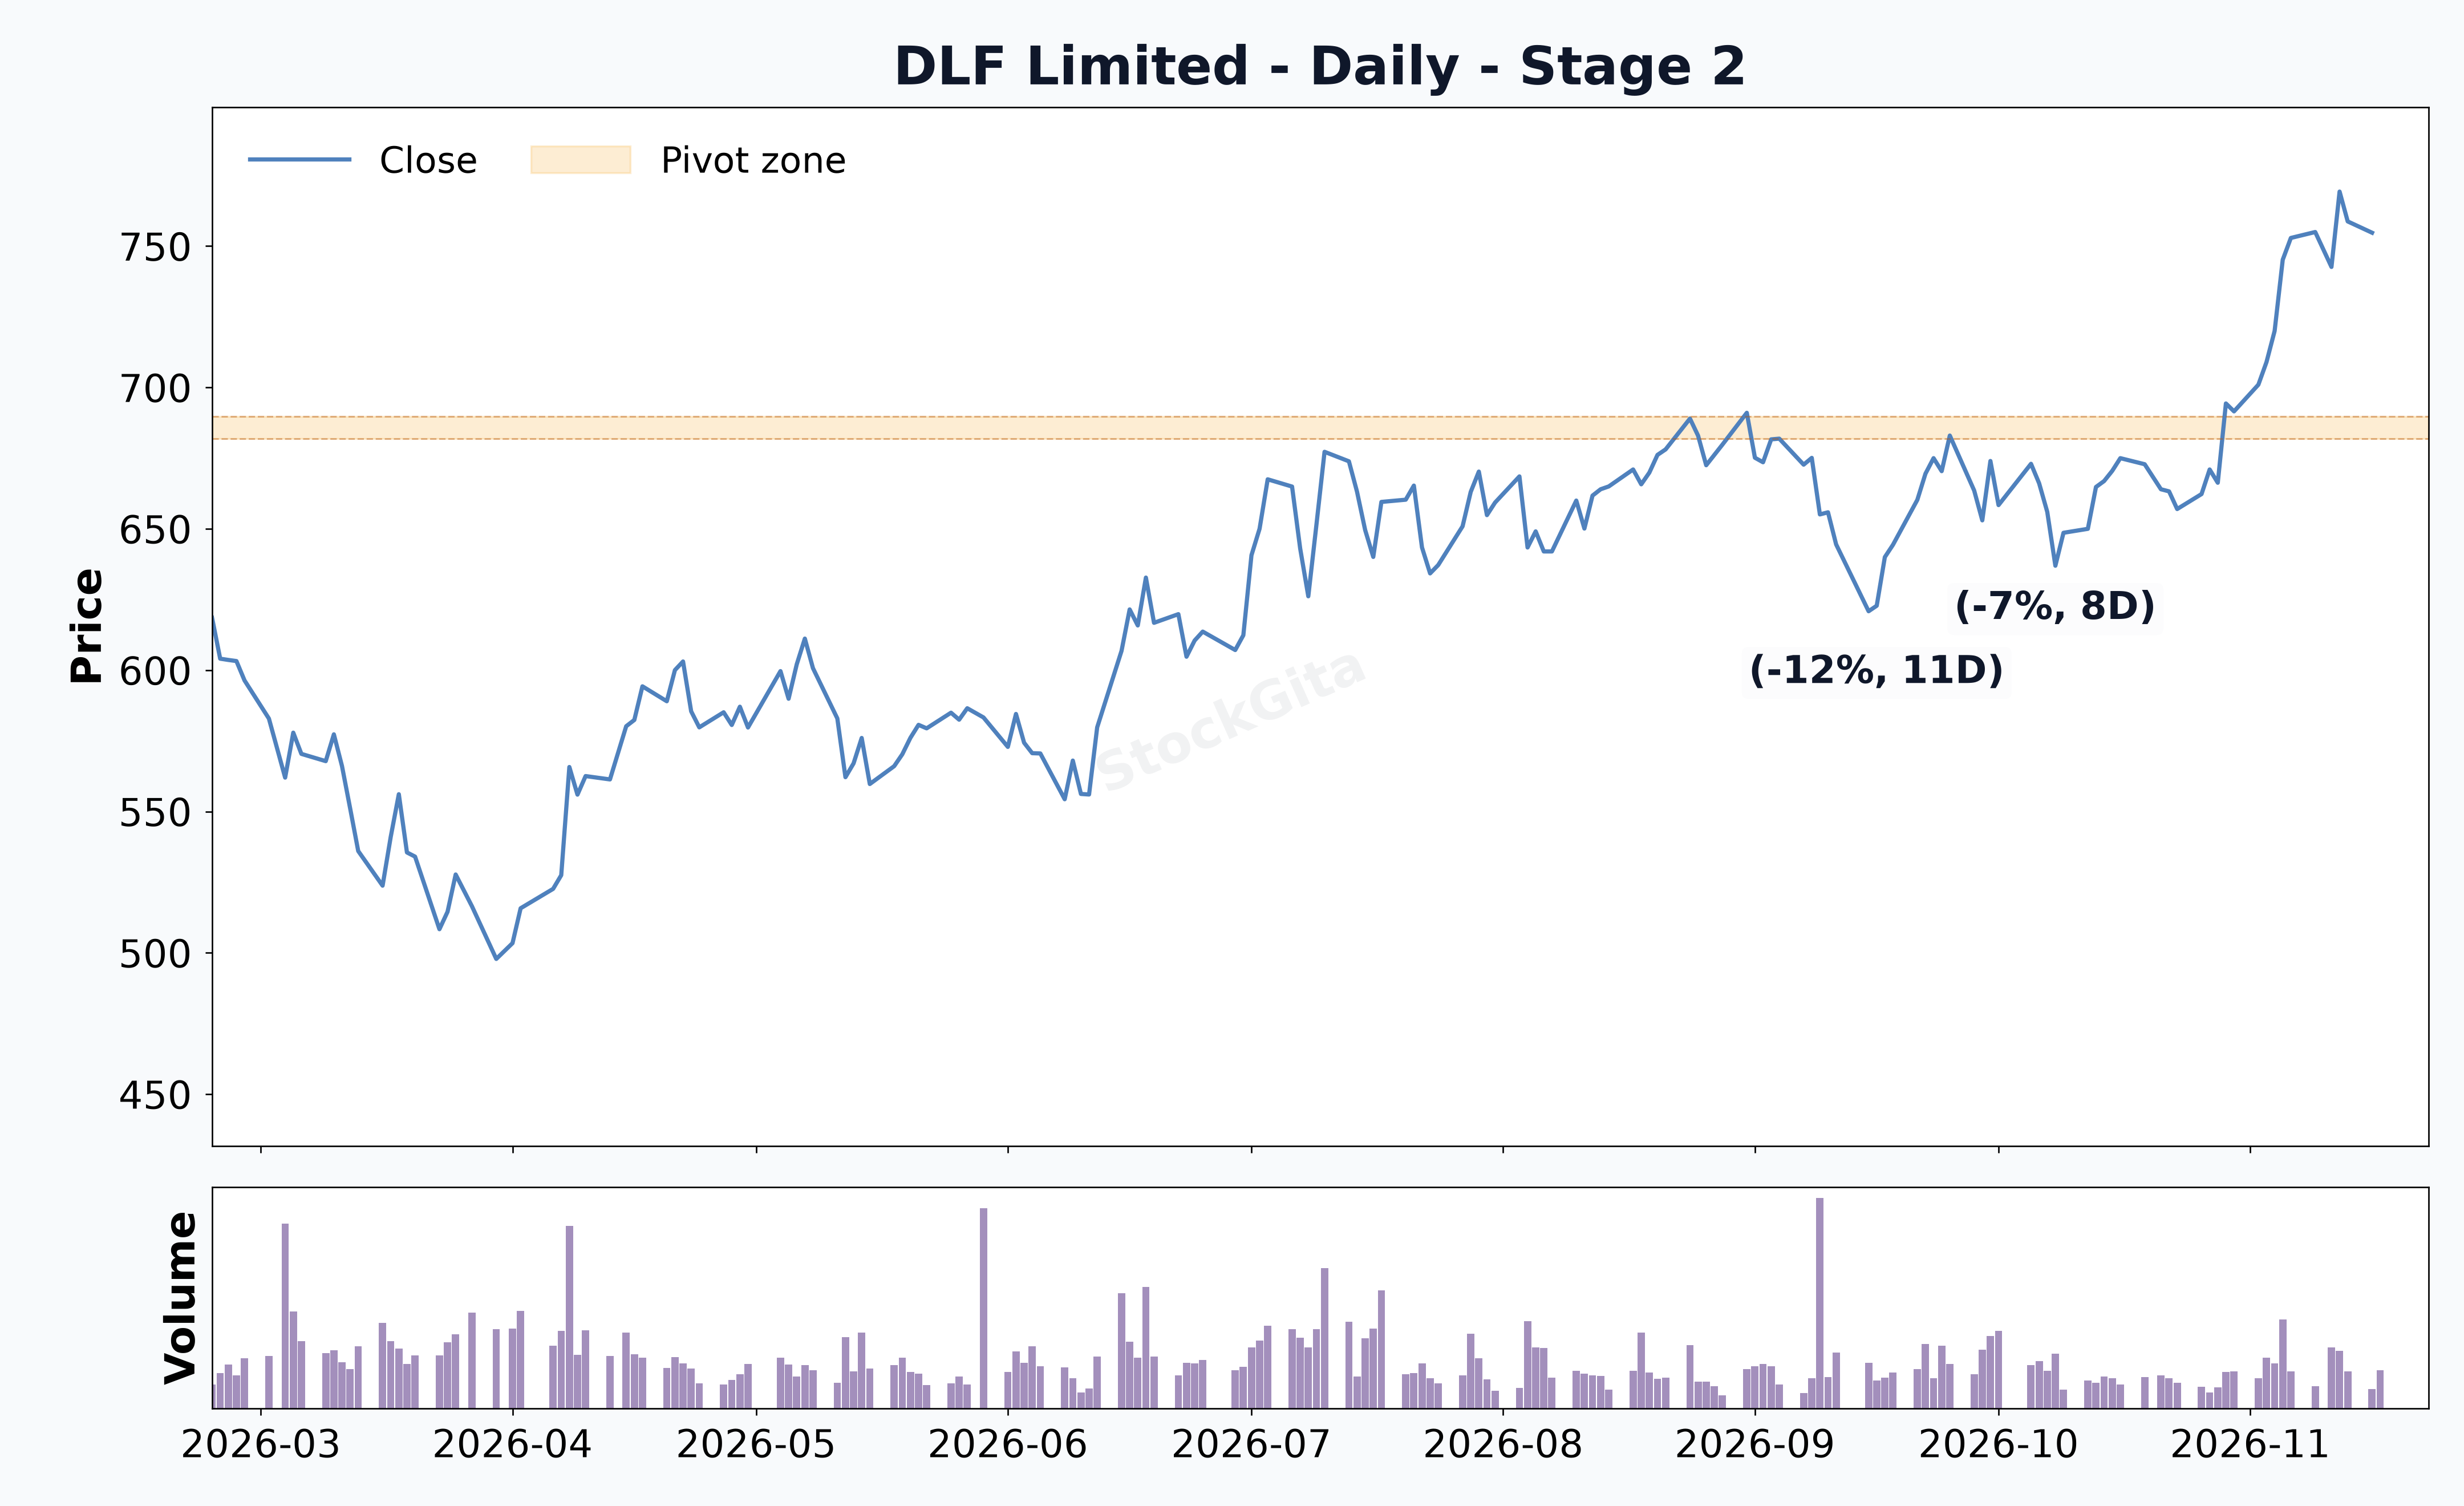 DLF Limited - Daily - Stage 2
Close
Pivot zone
750
700
650
600
550
500
450
Price
(-7%, 8D)
(-12%, 11D)
StockGita
Volume
2026-03
2026-04
2026-05
2026-06
2026-07
2026-08
2026-09
2026-10
2026-11